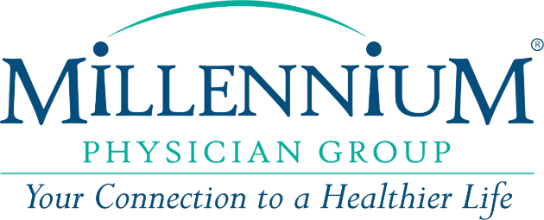 MiLLENNiUM®
PHYSICIAN GROUP
Your Connection to a Healthier Life